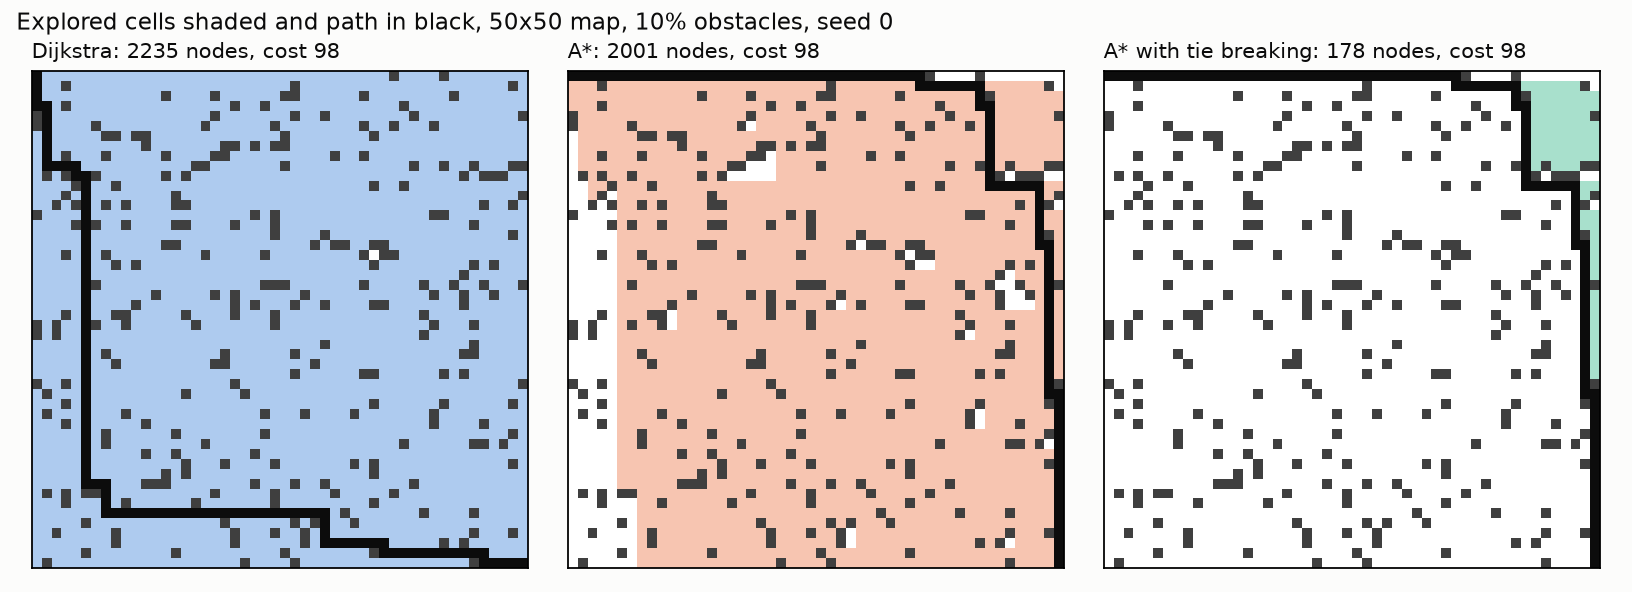 Explored cells shaded and path in black, 50x50 map, 10% obstacles, seed 0
Dijkstra: 2235 nodes, cost 98
A*: 2001 nodes, cost 98
A* with tie breaking: 178 nodes, cost 98